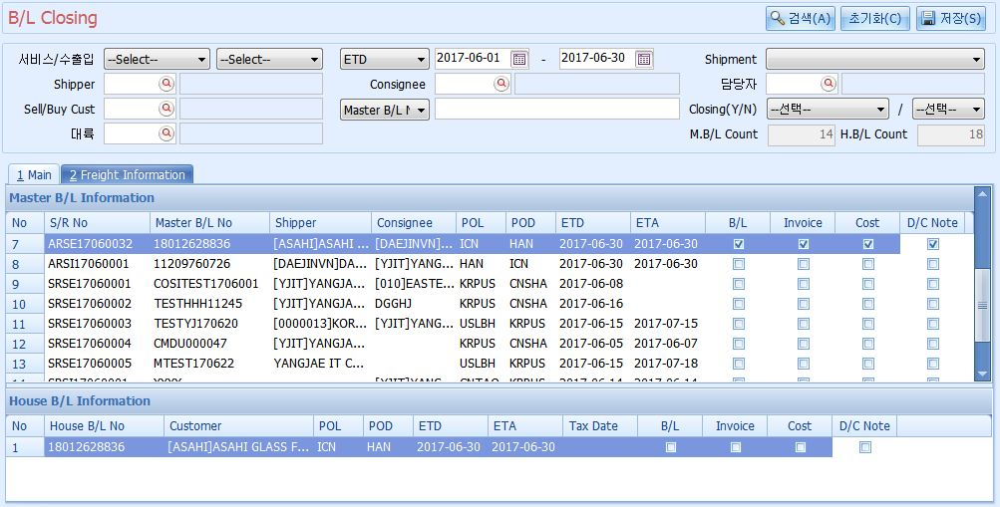 B/L Closing 검색(A) 초기화(C) 저장(S)
서비스/수출입 --Select-- --Select-- ETD 2017-06-01 - 2017-06-30 Shipment
Shipper Consignee 담당자
Sell/Buy Cust Master B/L Closing(Y/N) --선택-- / --선택--
대륙 M.B/L Count 14 H.B/L Count 18
1 Main 2 Freight Information
Master B/L Information
No S/R No Master B/L No Shipper Consignee POL POD ETD ETA B/L Invoice Cost D/C Note
7 ARSE17060032 18012628836 [ASAHI]ASAHI ... [DAEJINVN]... ICN HAN 2017-06-30 2017-06-30
8 ARSI17060001 11209760726 [DAEJINVN]DA... [YJIT]YANG... HAN ICN 2017-06-30 2017-06-30
9 SRSE17060001 COSITEST1706001 [YJIT]YANGJA... [010]EASTE... KRPUS CNSHA 2017-06-08
10 SRSE17060002 TESTHHH11245 [YJIT]YANGJA... DGGHJ KRPUS CNSHA 2017-06-16
11 SRSE17060003 TESTYJ170620 [0000013]KOR... [YJIT]YANG... USLBH KRPUS 2017-06-15 2017-07-15
12 SRSE17060004 CMDU000047 [YJIT]YANGJA... KRPUS CNSHA 2017-06-05 2017-06-07
13 SRSE17060005 MTEST170622 YANGJAE IT C... USLBH KRPUS 2017-06-15 2017-07-18
House B/L Information
No House B/L No Customer POL POD ETD ETA Tax Date B/L Invoice Cost D/C Note
1 18012628836 [ASAHI]ASAHI GLASS F... ICN HAN 2017-06-30 2017-06-30